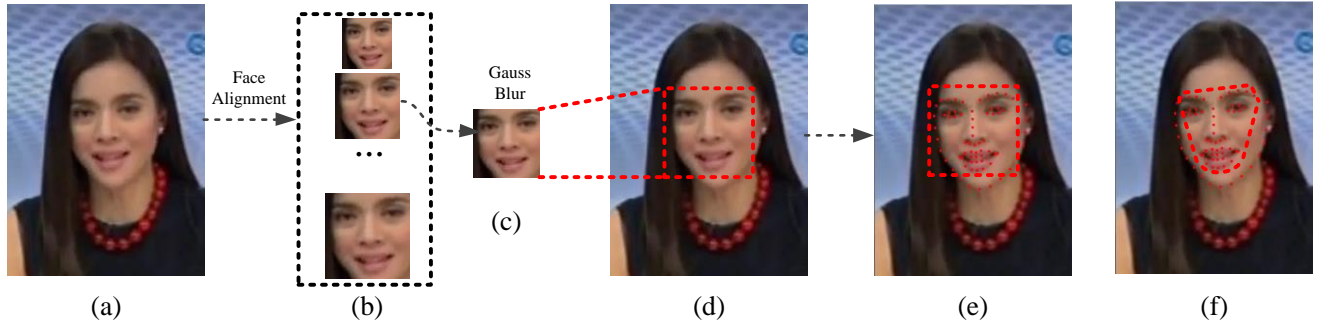 Face
Alignment
Gauss
Blur
...
(c)
(a)
(b)
(d)
(e)
(f)